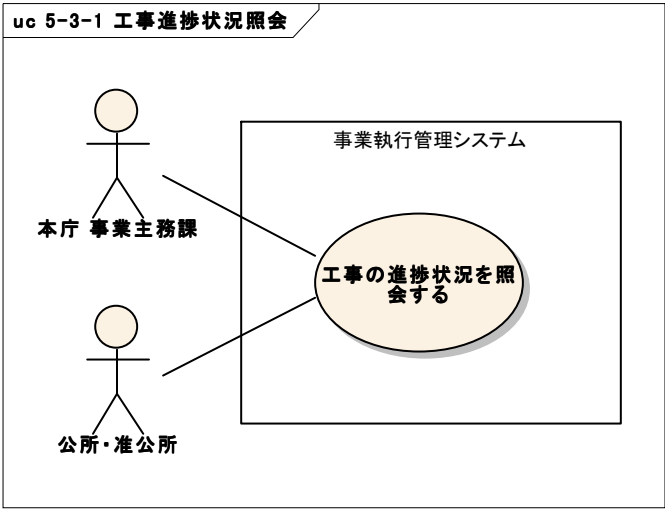 uc 5-3-1 工事進捗状況照会
事業執行管理システム
本庁 事業主務課
工事の進捗状況を照
会する
公所・准公所